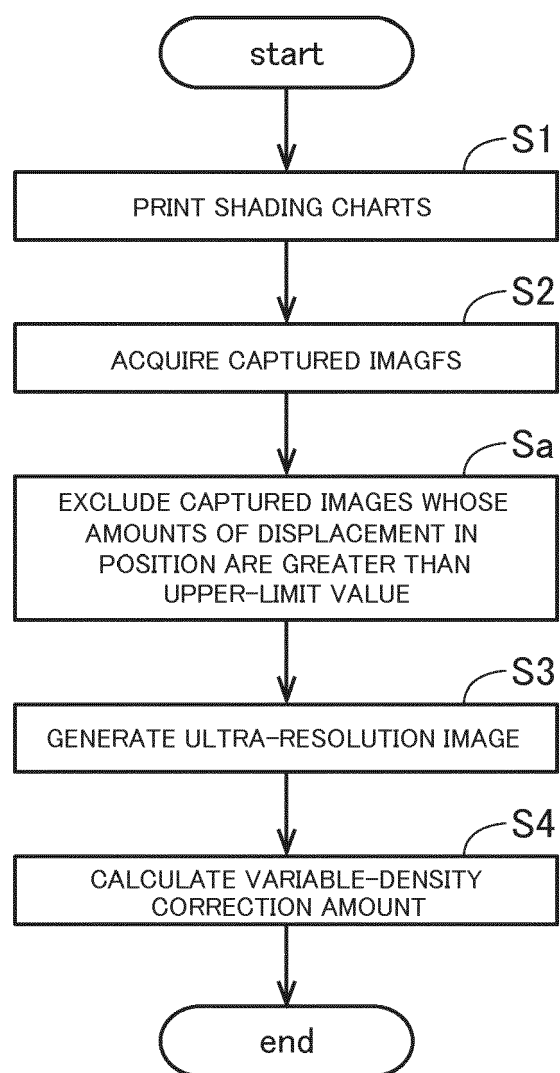 start
S1
PRINT SHADING CHARTS
S2
ACQUIRE CAPTURED IMAGFS
Sa
EXCLUDE CAPTURED IMAGES WHOSE
AMOUNTS OF DISPLACEMENT IN
POSITION ARE GREATER THAN
UPPER-LIMIT VALUE
S3
GENERATE ULTRA-RESOLUTION IMAGE
S4
CALCULATE VARIABLE-DENSITY
CORRECTION AMOUNT
end